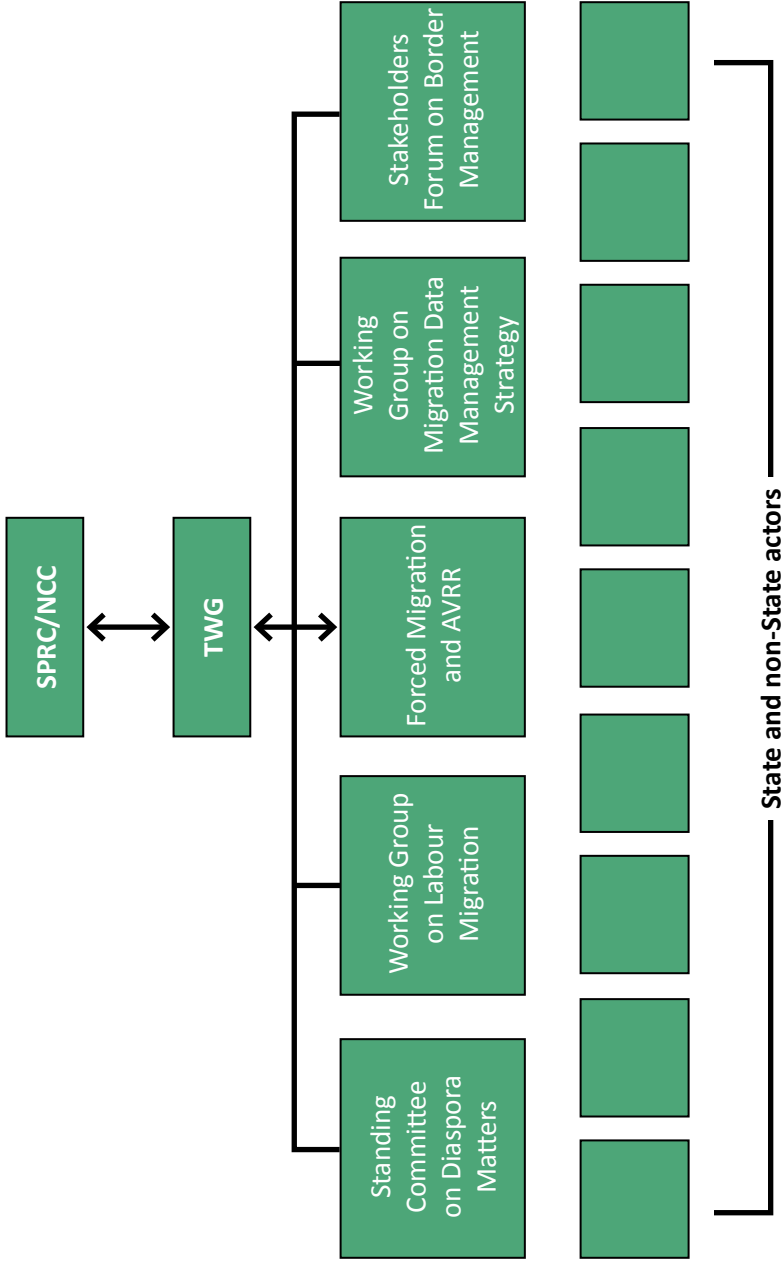 SPRC/NCC
TWG
Standing
Committee
on Diaspora
Matters
Working Group
on Labour
Migration
Forced Migration
and AVRR
Working
Group on
Migration Data
Management
Strategy
Stakeholders
Forum on Border
Management
State and non-State actors